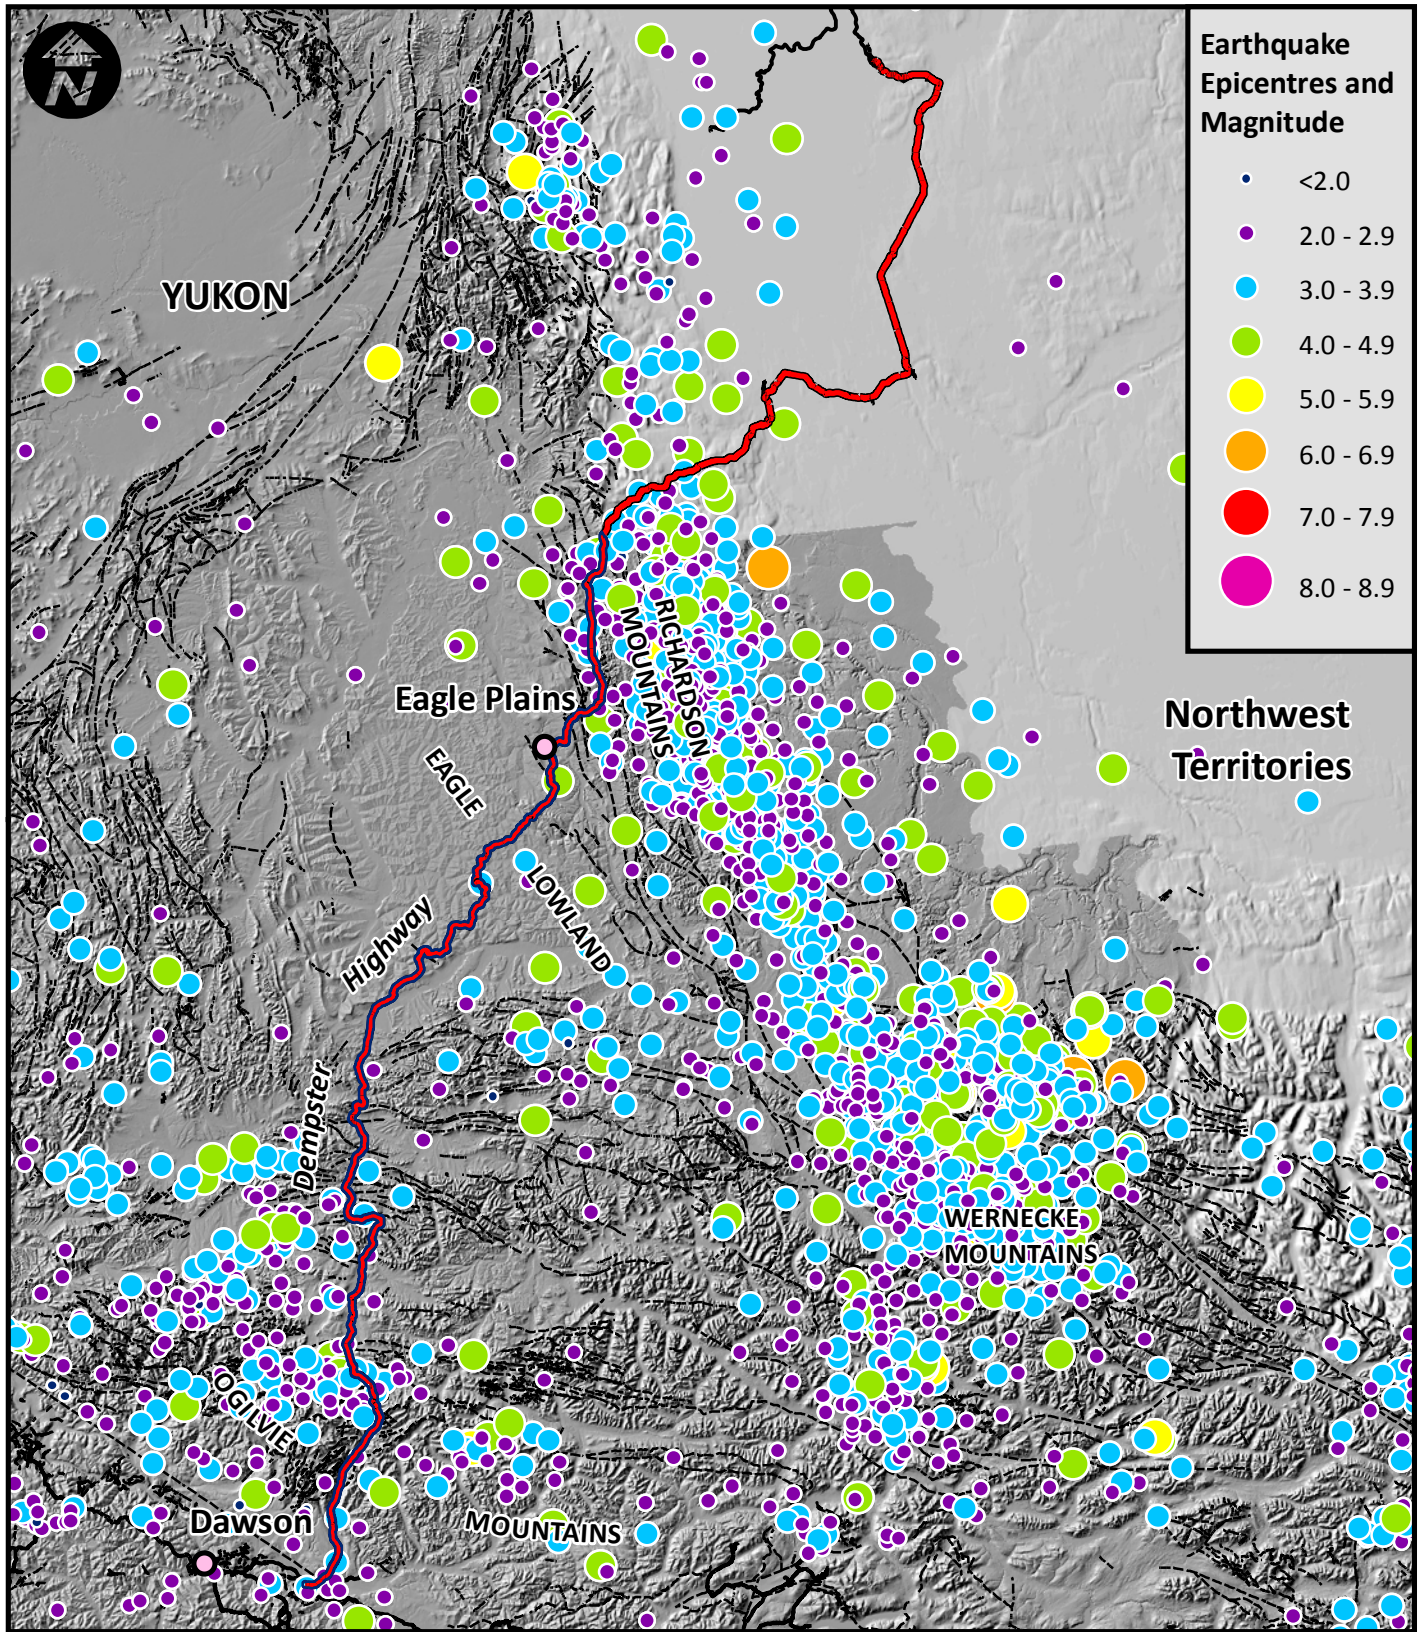 N
Earthquake
Epicentres and
Magnitude
<2.0
2.0 - 2.9
3.0 - 3.9
4.0 - 4.9
5.0 - 5.9
6.0 - 6.9
7.0 - 7.9
8.0 - 8.9
YUKON
RICHARDSON
MOUNTAINS
Eagle Plains
Northwest
Territories
EAGLE
LOWLAND
Highway
Dempster
WERNECKE
MOUNTAINS
OGILVIE
MOUNTAINS
Dawson